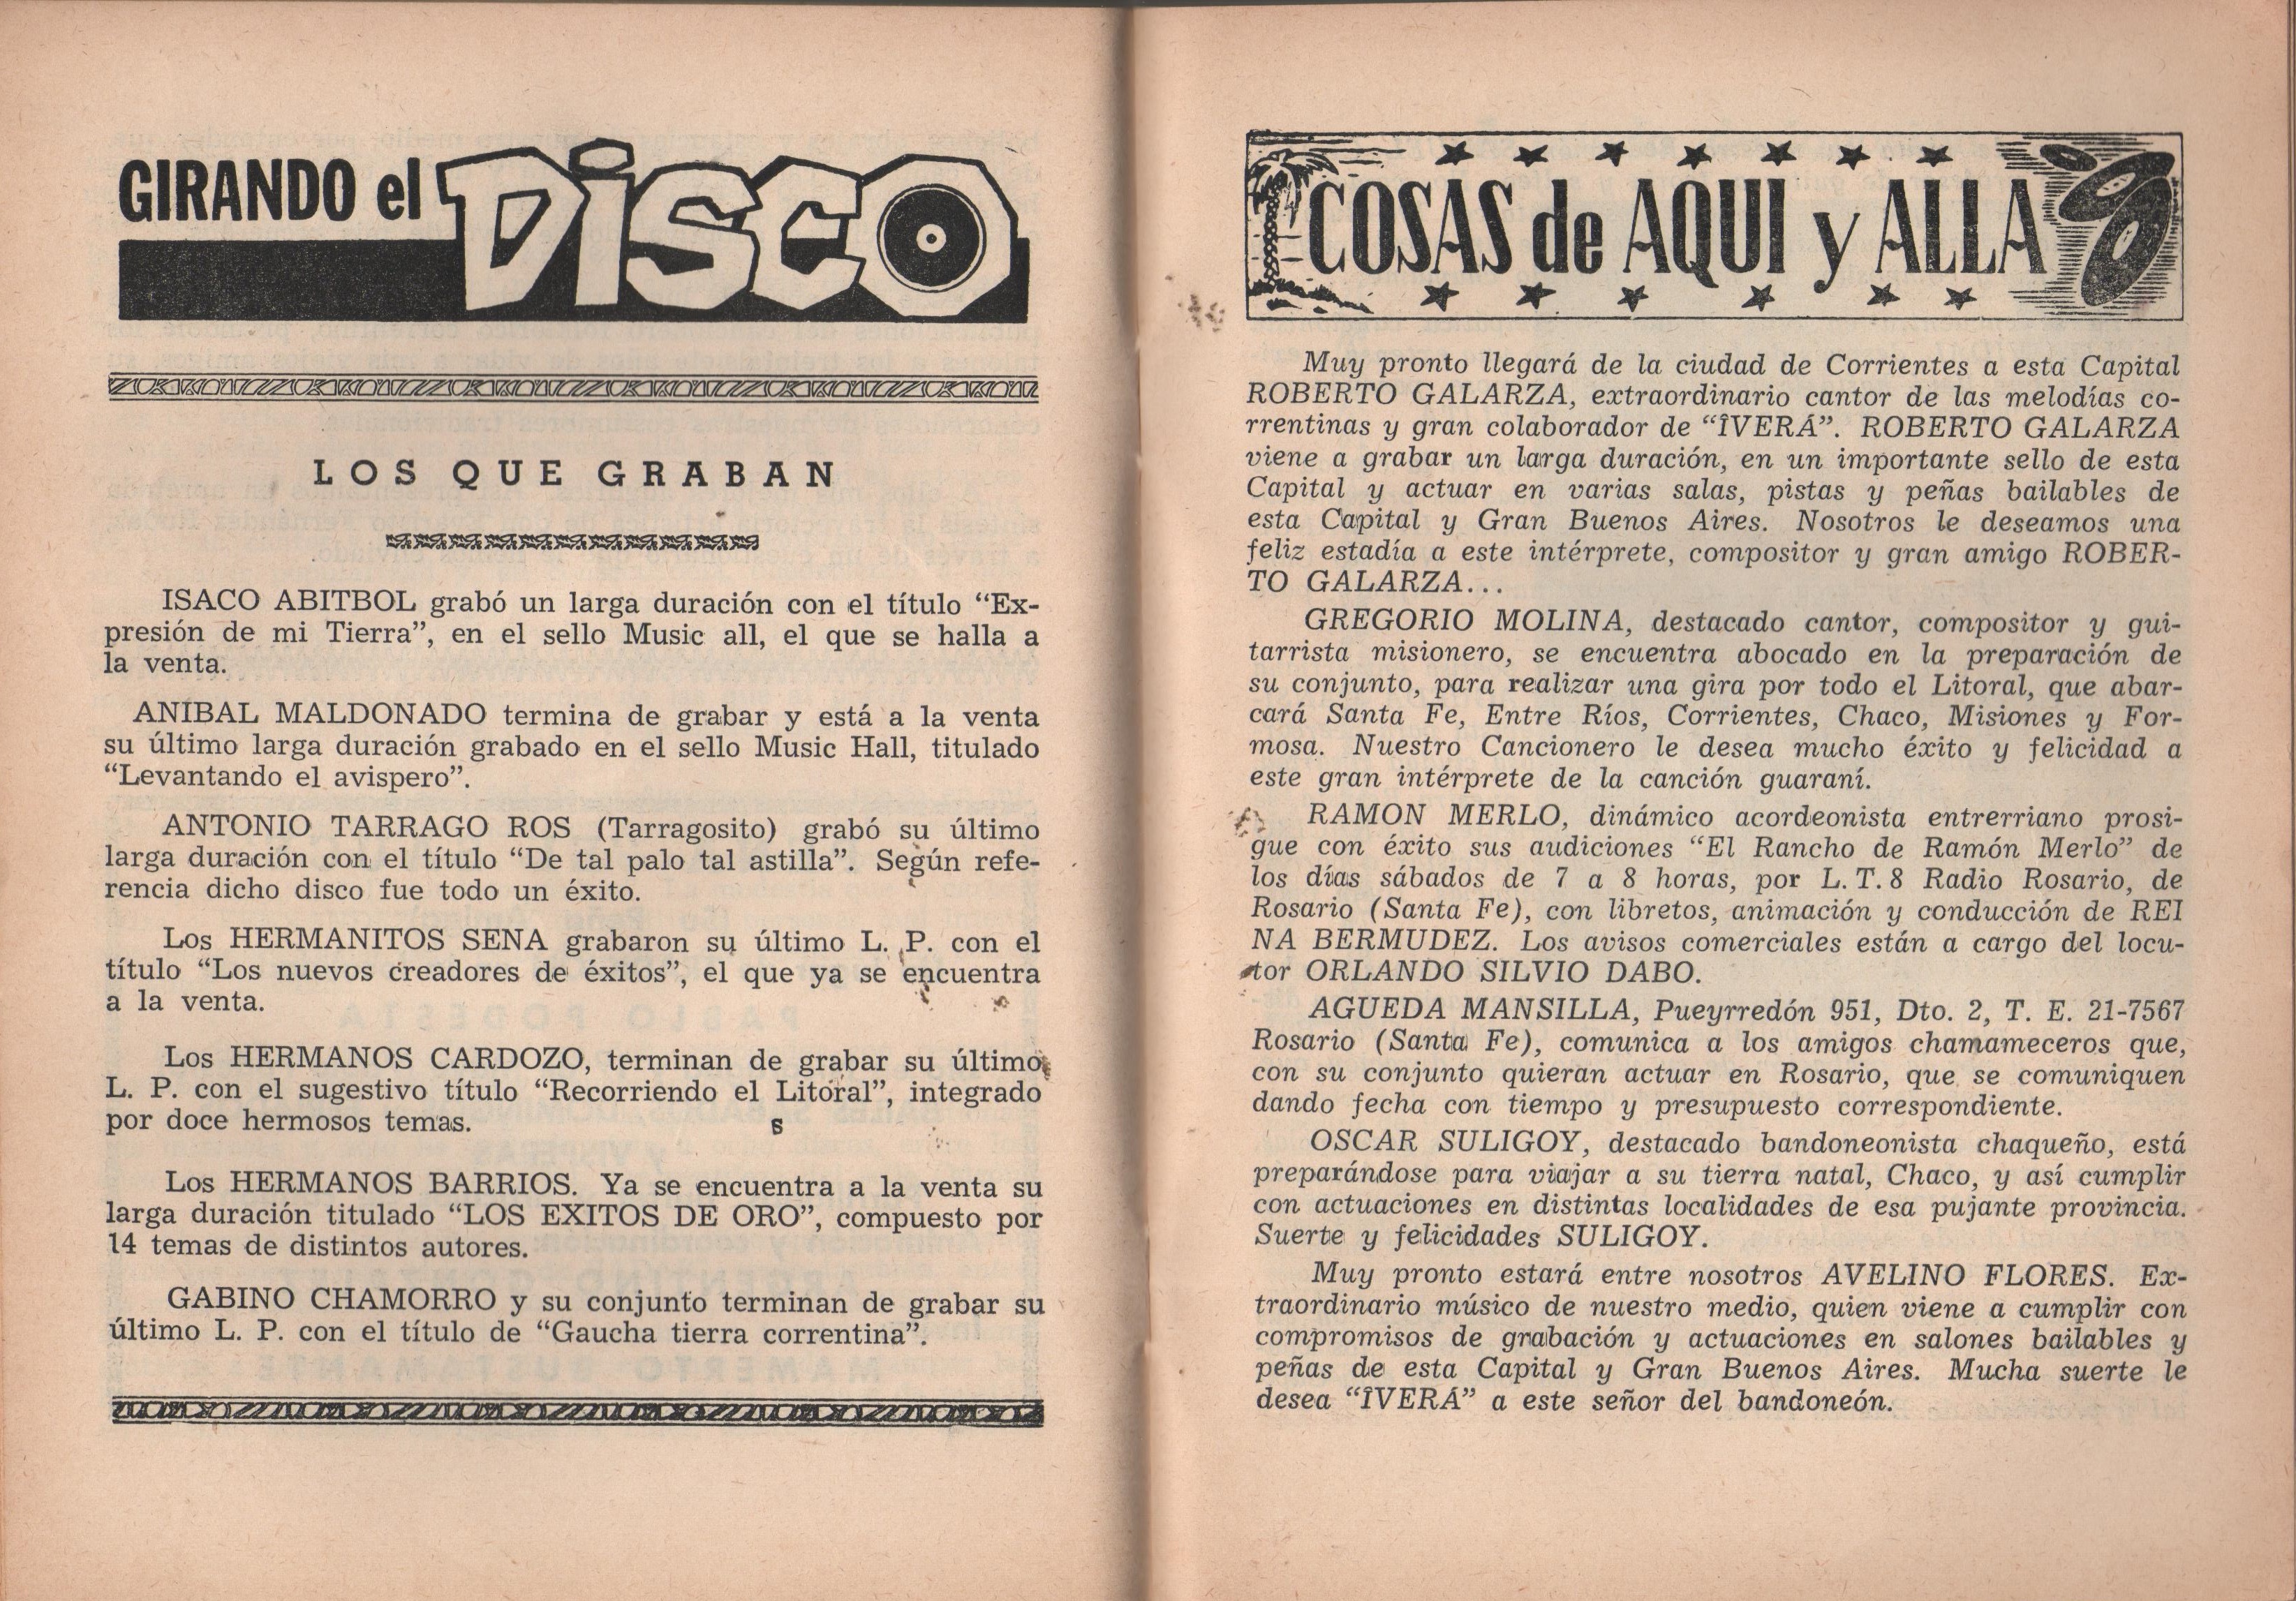 GIRANDO el DiSCO
LOS QUE GRABAN
ISACO ABITBOL grabó un larga duración con el título “Ex-
presión de mi Tierra”, en el sello Music all, el que se halla a
la venta.
ANIBAL MALDONADO termina de grabar y está a la venta
su último larga duración grabado en el sello Music Hall, titulado
“Levantando el avispero”.
ANTONIO TARRAGO ROS (Tarragosito) grabó su último
larga duración con el título “De tal palo tal astilla”. Según refe-
rencia dicho disco fue todo un éxito.
Los HERMANITOS SENA grabaron su último L. P. con el
título “Los nuevos creadores de éxitos”, el que ya se encuentra
a la venta.
Los HERMANOS CARDOZO, terminan de grabar su último
L. P. con el sugestivo título “Recorriendo el Litoral”, integrado
por doce hermosos temas.
Los HERMANOS BARRIOS. Ya se encuentra a la venta su
larga duración titulado “LOS EXITOS DE ORO”, compuesto por
14 temas de distintos autores.
GABINO CHAMORRO y su conjunto terminan de grabar su
último L. P. con el título de “Gaucha tierra correntina”.
COSAS de AQUI y ALLA
Muy pronto llegará de la ciudad de Corrientes a esta Capital
ROBERTO GALARZA, extraordinario cantor de las melodías co-
rrentinas y gran colaborador de “ÎVERÁ”. ROBERTO GALARZA
viene a grabar un larga duración, en un importante sello de esta
Capital y actuar en varias salas, pistas y peñas bailables de
esta Capital y Gran Buenos Aires. Nosotros le deseamos una
feliz estadía a este intérprete, compositor y gran amigo ROBER-
TO GALARZA...
GREGORIO MOLINA, destacado cantor, compositor y gui-
tarrista misionero, se encuentra abocado en la preparación de
su conjunto, para realizar una gira por todo el Litoral, que abar-
cará Santa Fe, Entre Ríos, Corrientes, Chaco, Misiones y For-
mosa. Nuestro Cancionero le desea mucho éxito y felicidad a
este gran intérprete de la canción guaraní.
RAMON MERLO, dinámico acordeonista entrerriano prosi-
gue con éxito sus audiciones “El Rancho de Ramón Merlo” de
los días sábados de 7 a 8 horas, por L. T. 8 Radio Rosario, de
Rosario (Santa Fe), con libretos, animación y conducción de REI
NA BERMUDEZ. Los avisos comerciales están a cargo del locu-
tor ORLANDO SILVIO DABO.
AGUEDA MANSILLA, Pueyrredón 951, Dto. 2, T. E. 21-7567
Rosario (Santa Fe), comunica a los amigos chamameceros que,
con su conjunto quieran actuar en Rosario, que se comuniquen
dando fecha con tiempo y presupuesto correspondiente.
OSCAR SULIGOY, destacado bandoneonista chaqueño, está
preparándose para viajar a su tierra natal, Chaco, y así cumplir
con actuaciones en distintas localidades de esa pujante provincia.
Suerte y felicidades SULIGOY.
Muy pronto estará entre nosotros AVELINO FLORES. Ex-
traordinario músico de nuestro medio, quien viene a cumplir con
compromisos de grabación y actuaciones en salones bailables y
peñas de esta Capital y Gran Buenos Aires. Mucha suerte le
desea “ÎVERÁ” a este señor del bandoneón.